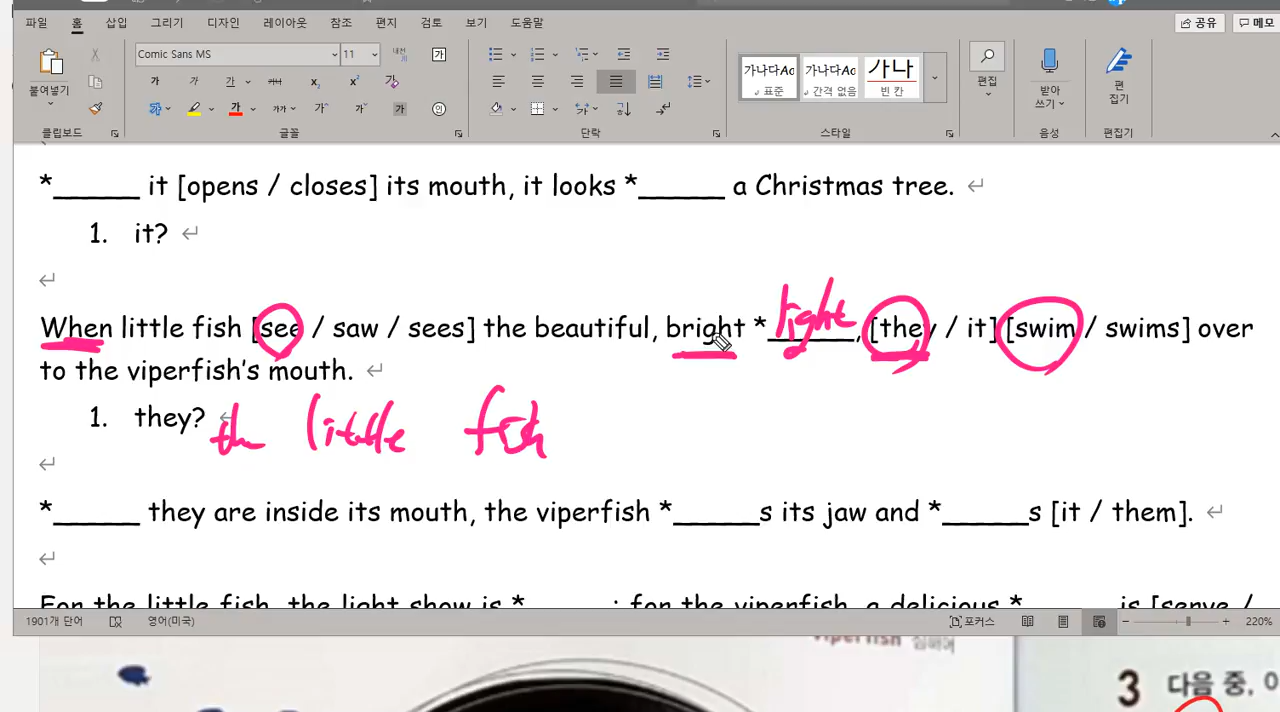 파일 홈 삽입 그리기 디자인 레이아웃 참조 편지 검토 보기 도움말 공유 메모
Comic Sans MS 11
붙여넣기
가나다Ac 가나다Ac 가나
표준 간격 없음 빈 칸
편집
받아쓰기
편집기
클립보드 글꼴 단락 스타일 음성 편집기
*______ it [opens / closes] its mouth, it looks *______ a Christmas tree.
1. it?
When little fish [see / saw / sees] the beautiful, bright *light, [they / it] [swim / swims] over
to the viperfish's mouth.
1. they? the little fish
*______ they are inside its mouth, the viperfish *______s its jaw and *______s [it / them].
For the little fish, the light show is *______; for the viperfish, a delicious *______ is [serve /
1901개 단어 영어(미국) 포커스 220%
viperfish 심해어
3 다음 중, 이